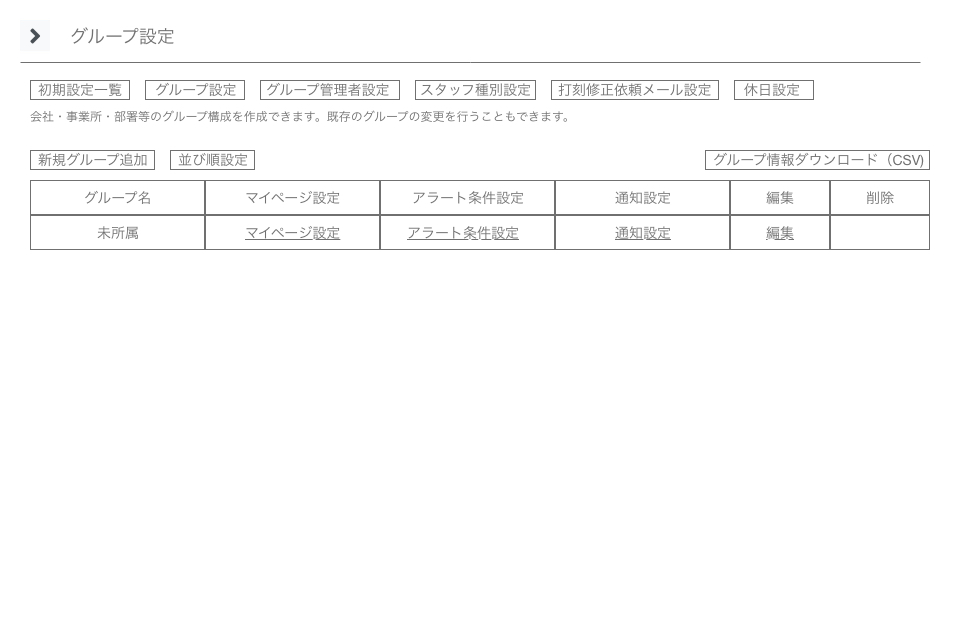 グループ設定
初期設定一覧 グループ設定 グループ管理者設定 スタッフ種別設定 打刻修正依頼メール設定 休日設定
会社・事業所・部署等のグループ構成を作成できます。既存のグループの変更を行うこともできます。
新規グループ追加 並び順設定 グループ情報ダウンロード（CSV)
グループ名 マイページ設定 アラート条件設定 通知設定 編集 削除
未所属 マイページ設定 アラート条件設定 通知設定 編集